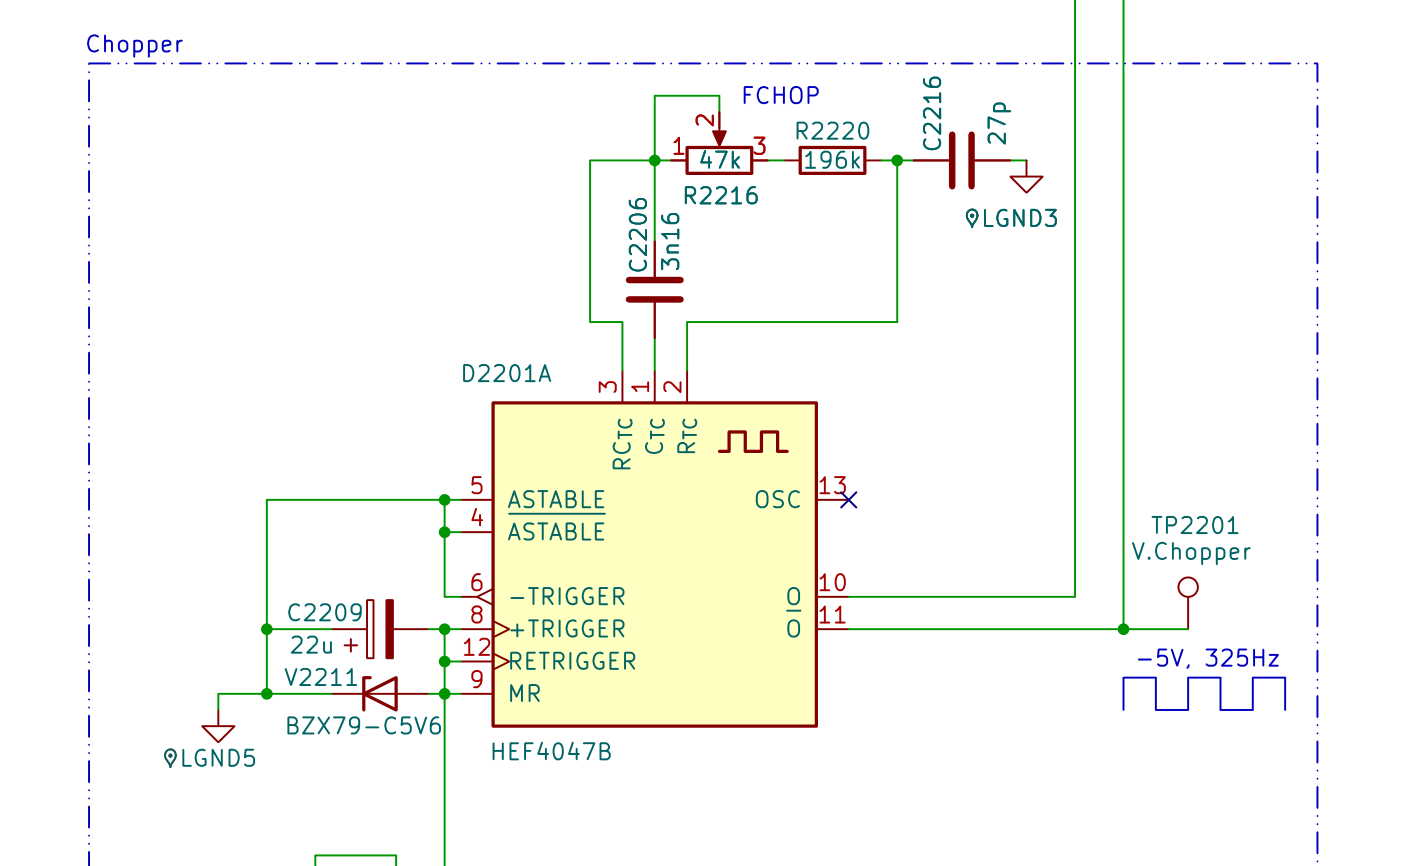 Chopper
FCHOP
2
1
3
47k
R2216
R2220
196k
C2216
27p
LGND3
C2206
3n16
D2201A
3
1
2
RCTC
CTC
RTC
5
ASTABLE
4
ASTABLE
6
-TRIGGER
8
+TRIGGER
12
RETRIGGER
9
MR
13
OSC
10
O
11
O
HEF4047B
C2209
22u
+
V2211
BZX79-C5V6
LGND5
TP2201
V.Chopper
-5V, 325Hz